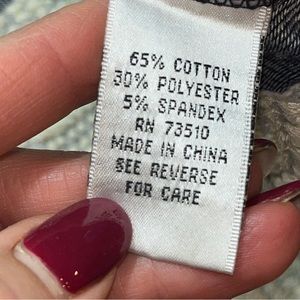 65% COTTON
30% POLYESTER
5% SPANDEX
RN 73510
MADE IN CHINA
SEE REVERSE
FOR CARE